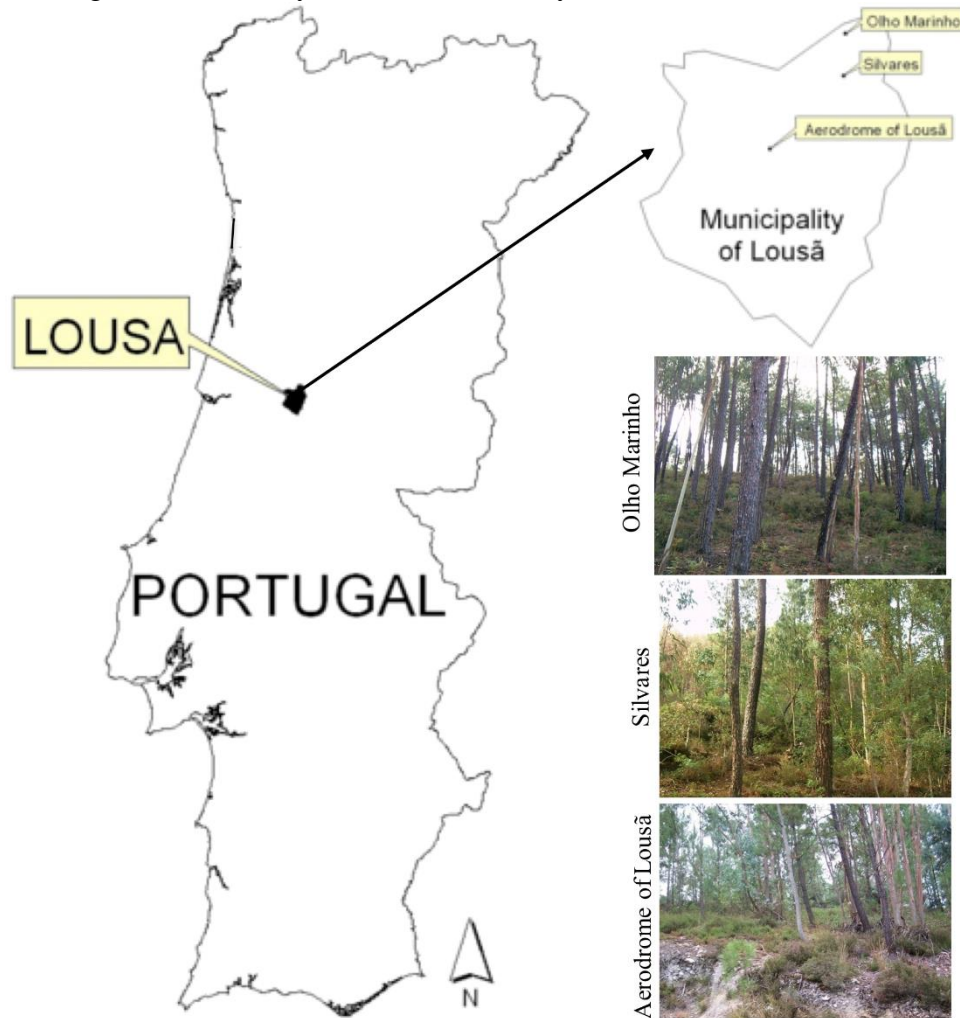 Olho Marinho
Silvares
Aerodrome of Lousã
Municipality
of Lousã
LOUSA
PORTUGAL
N
Olho Marinho
Silvares
Aerodrome of Lousã